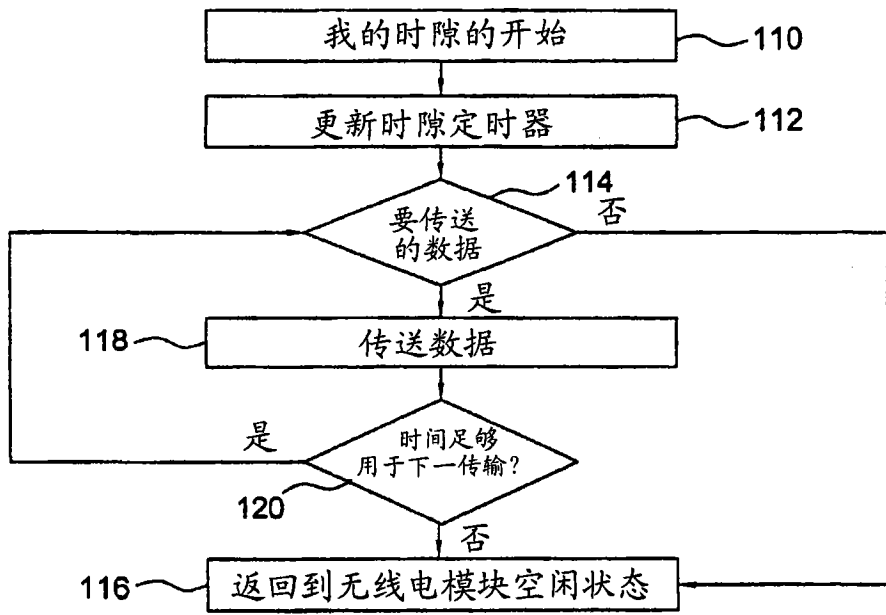 我的时隙的开始
110
更新时隙定时器
112
114
要传送
的数据
否
是
118
传送数据
是
时间足够
用于下一传输?
120
否
116
返回到无线电模块空闲状态